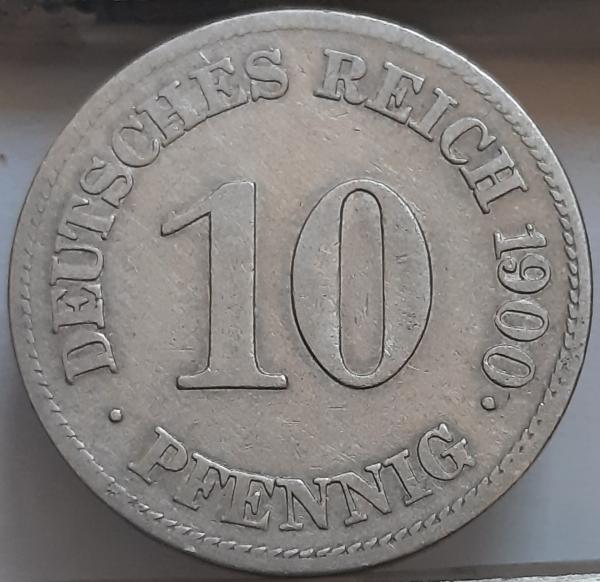 DEUTSCHES REICH 1900.
10
· PFENNIG